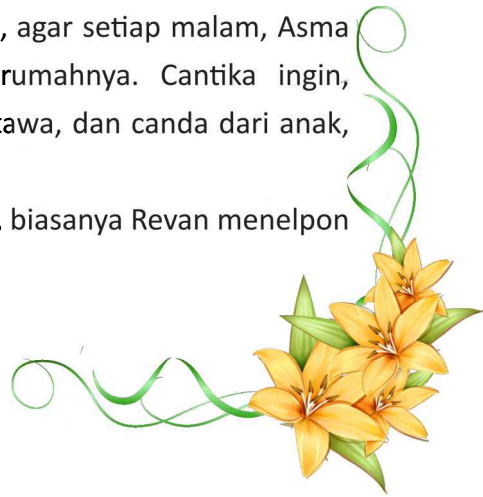 , agar setiap malam, Asma
rumahnya. Cantika ingin,
tawa, dan canda dari anak,
biasanya Revan menelpon